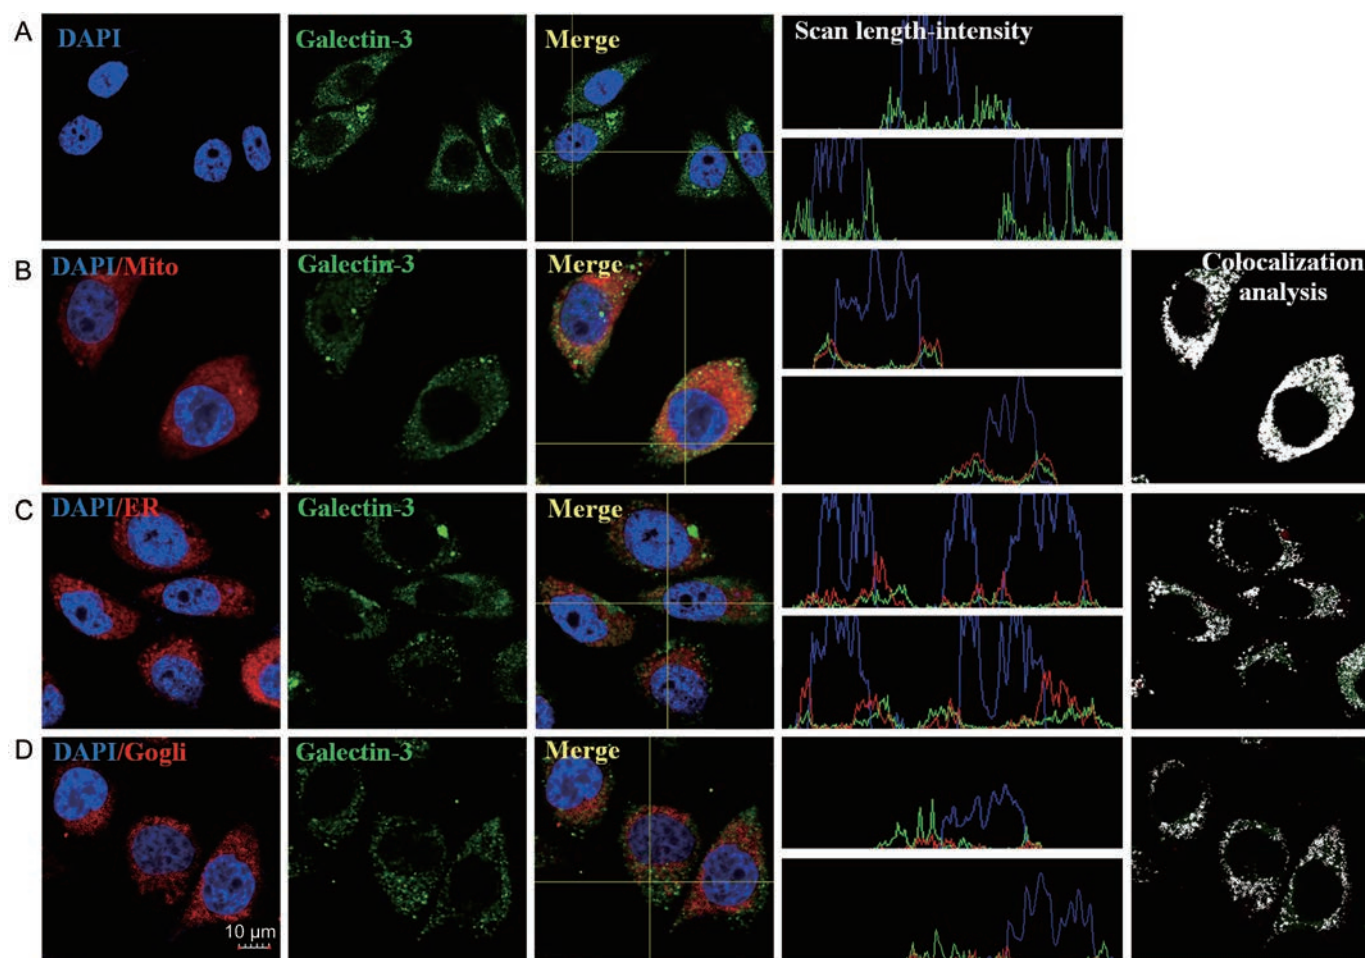 A
DAPI
Galectin-3
Merge
Scan length-intensity
B
DAPI/Mito
Galectin-3
Merge
Colocalization
analysis
C
DAPI/ER
Galectin-3
Merge
D
DAPI/Gogli
Galectin-3
Merge
10 µm